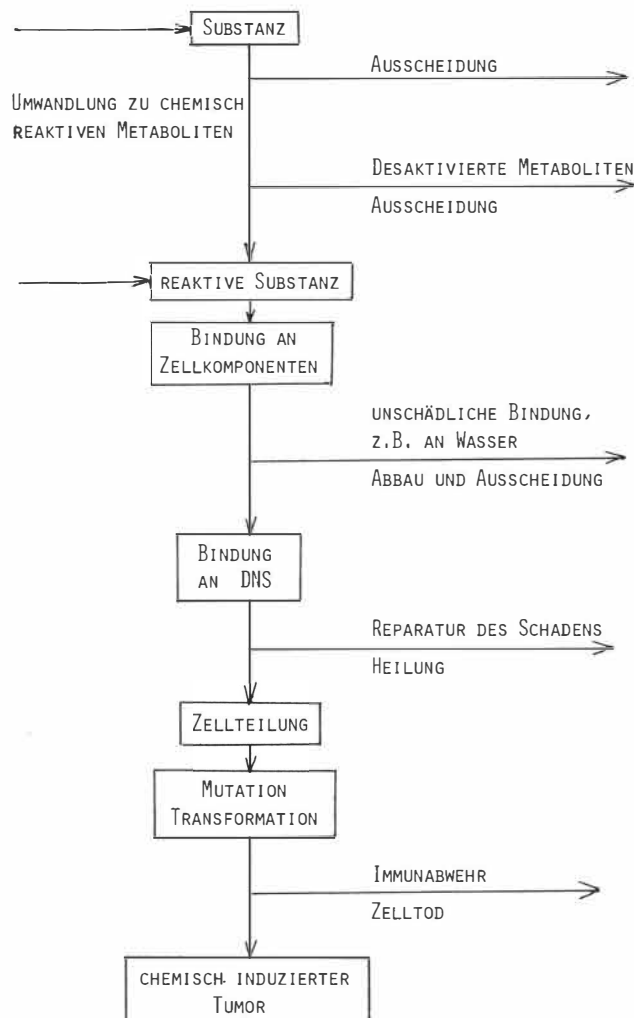 SUBSTANZ
AUSSCHEIDUNG
UMWANDLUNG ZU CHEMISCH
REAKTIVEN METABOLITEN
DESAKTIVIERTE METABOLITEN
AUSSCHEIDUNG
REAKTIVE SUBSTANZ
BINDUNG AN
ZELLKOMPONENTEN
UNSCHÄDLICHE BINDUNG,
Z.B. AN WASSER
ABBAU UND AUSSCHEIDUNG
BINDUNG
AN DNS
REPARATUR DES SCHADENS
HEILUNG
ZELLTEILUNG
MUTATION
TRANSFORMATION
IMMUNABWEHR
ZELLTOD
CHEMISCH INDUZIERTER
TUMOR